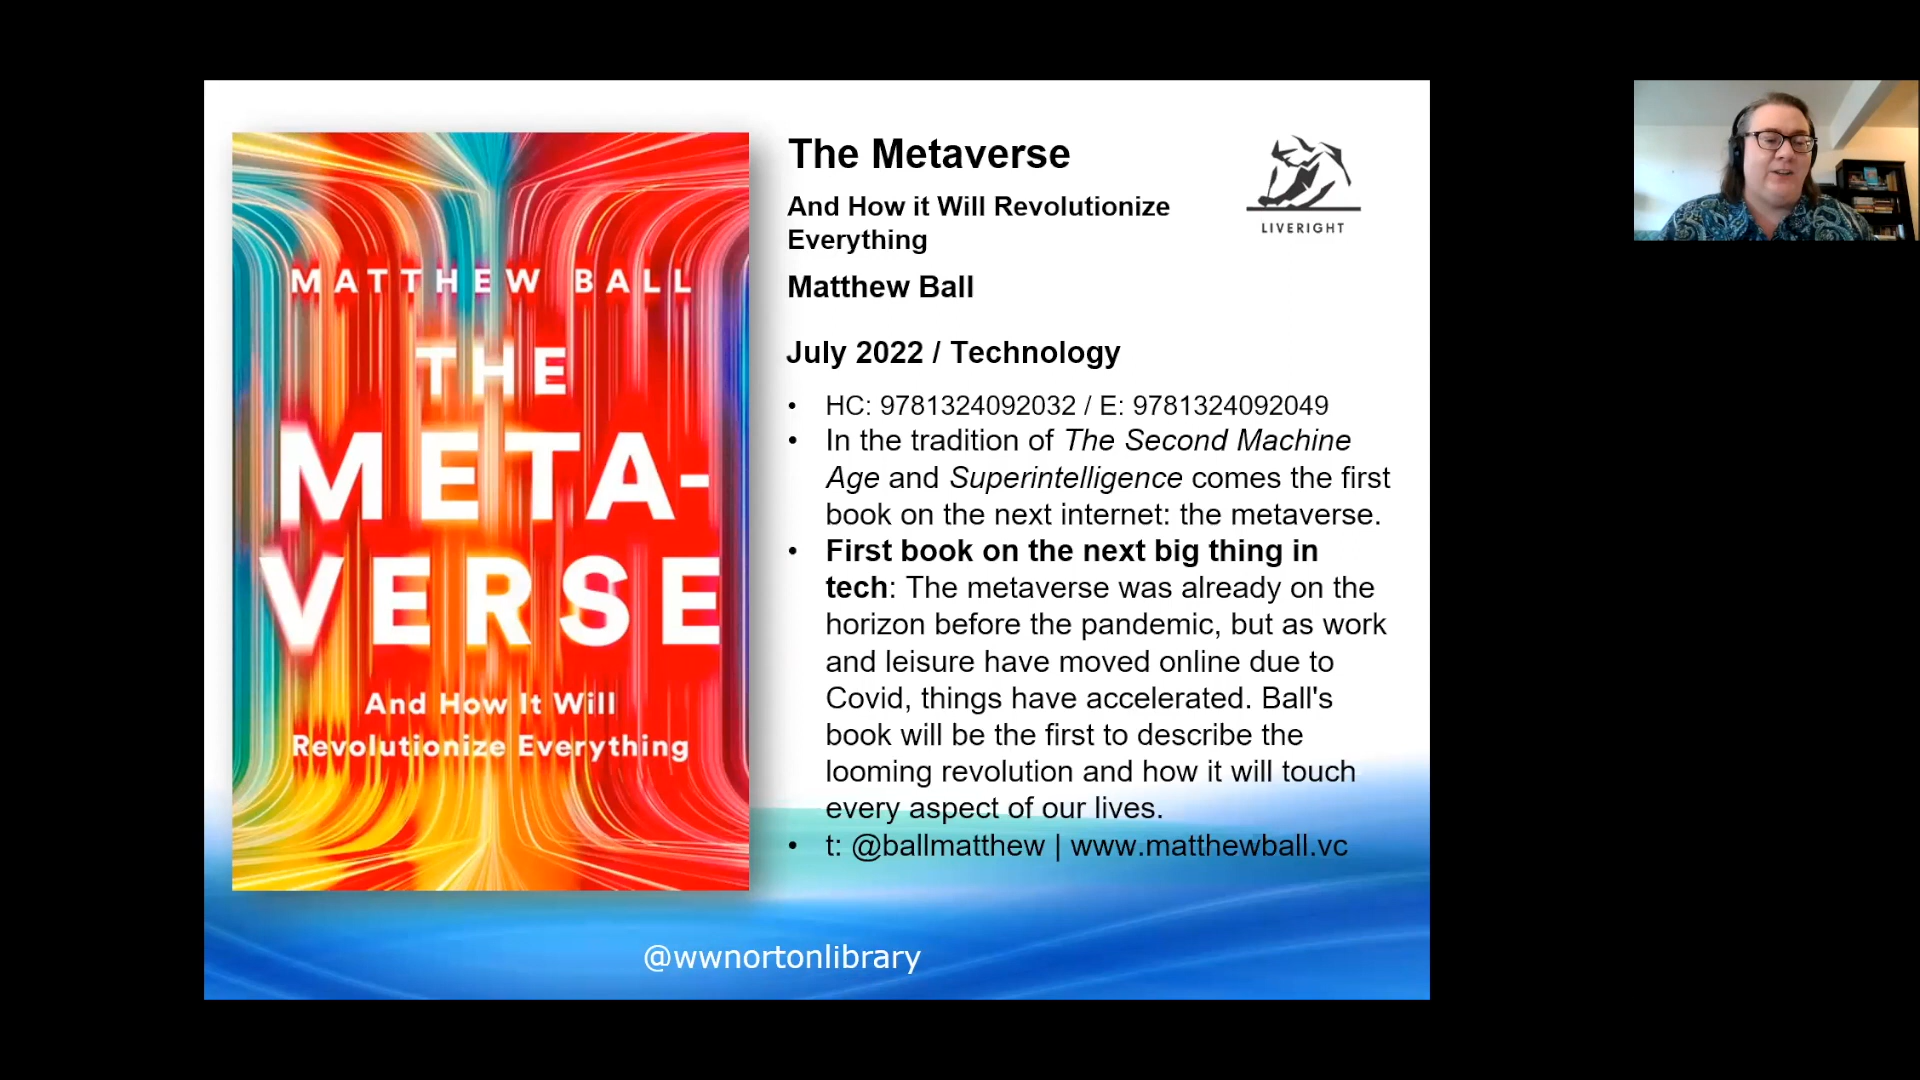 MATTHEW BALL
THE
META-
VERSE
And How It Will
Revolutionize Everything
The Metaverse
And How it Will Revolutionize
Everything
Matthew Ball
LIVERIGHT
July 2022 / Technology
• HC: 9781324092032 / E: 9781324092049
• In the tradition of The Second Machine
Age and Superintelligence comes the first
book on the next internet: the metaverse.
• First book on the next big thing in
tech: The metaverse was already on the
horizon before the pandemic, but as work
and leisure have moved online due to
Covid, things have accelerated. Ball's
book will be the first to describe the
looming revolution and how it will touch
every aspect of our lives.
• t: @ballmatthew | www.matthewball.vc
@wwnortonlibrary